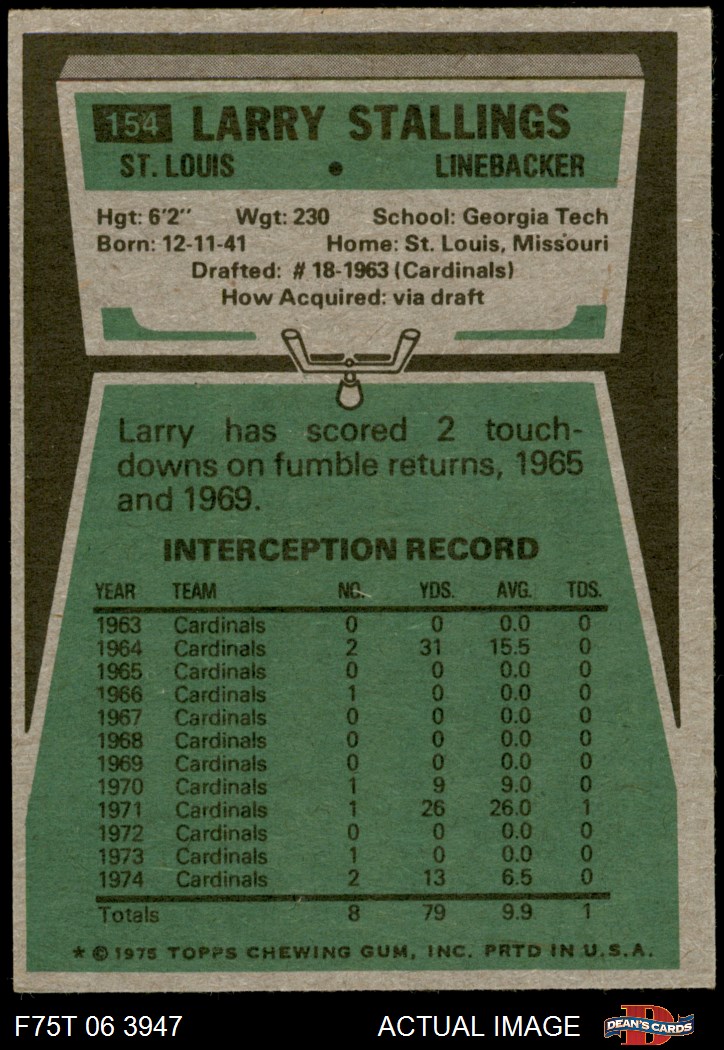 154 LARRY STALLINGS
ST. LOUIS • LINEBACKER
Hgt: 6'2" Wgt: 230 School: Georgia Tech
Born: 12-11-41 Home: St. Louis, Missouri
Drafted: # 18-1963 (Cardinals)
How Acquired: via draft
Larry has scored 2 touch-
downs on fumble returns, 1965
and 1969.
INTERCEPTION RECORD
YEAR TEAM NO. YDS. AVG. TDS.
1963 Cardinals 0 0 0.0 0
1964 Cardinals 2 31 15.5 0
1965 Cardinals 0 0 0.0 0
1966 Cardinals 1 0 0.0 0
1967 Cardinals 0 0 0.0 0
1968 Cardinals 0 0 0.0 0
1969 Cardinals 0 0 0.0 0
1970 Cardinals 1 9 9.0 0
1971 Cardinals 1 26 26.0 1
1972 Cardinals 0 0 0.0 0
1973 Cardinals 1 0 0.0 0
1974 Cardinals 2 13 6.5 0
Totals 8 79 9.9 1
* © 1975 TOPPS CHEWING GUM, INC. PRTD IN U.S.A.
F75T 06 3947 ACTUAL IMAGE D DEAN'S CARDS